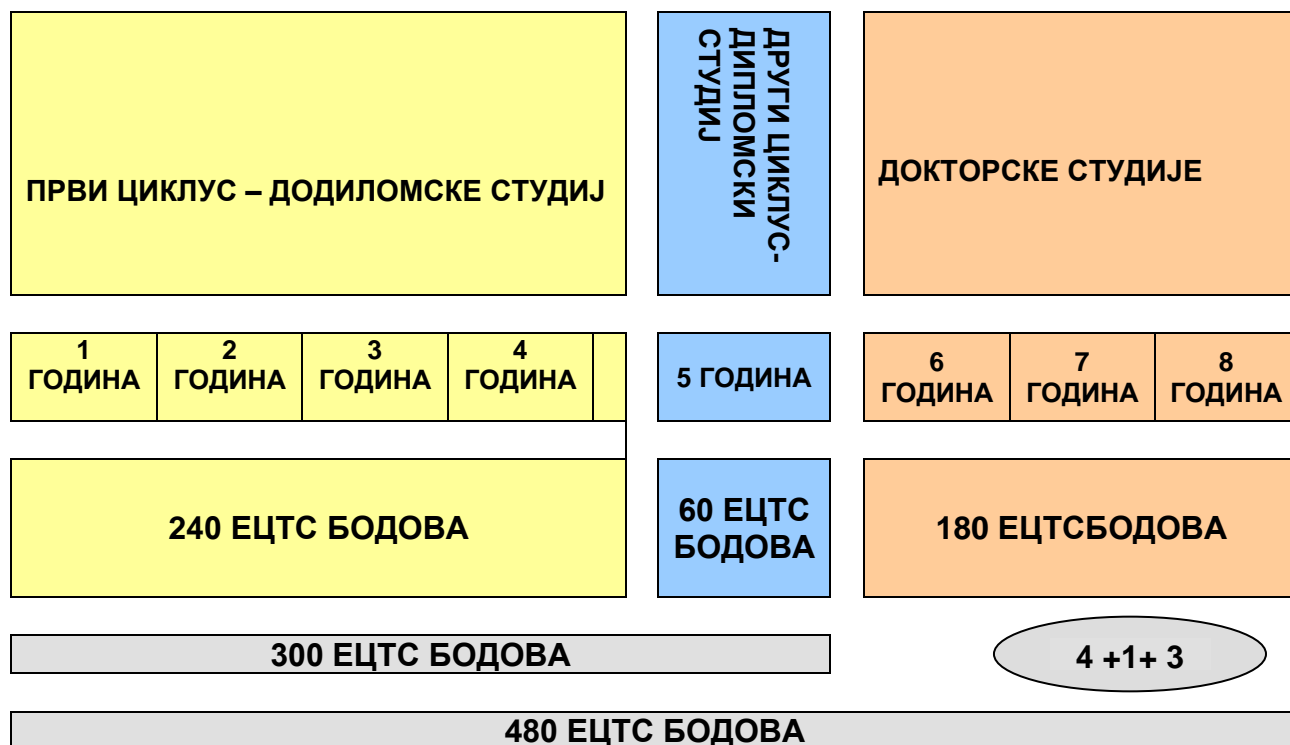 ПРВИ ЦИКЛУС – ДОДИЛОМСКЕ СТУДИЈ
ДРУГИ ЦИКЛУС-
ДИПЛОМСКИ
СТУДИЈ
ДОКТОРСКЕ СТУДИЈЕ
1
ГОДИНА
2
ГОДИНА
3
ГОДИНА
4
ГОДИНА
5 ГОДИНА
6
ГОДИНА
7
ГОДИНА
8
ГОДИНА
240 ЕЦТС БОДОВА
60 ЕЦТС
БОДОВА
180 ЕЦТСБОДОВА
300 ЕЦТС БОДОВА
4 +1+ 3
480 ЕЦТС БОДОВА